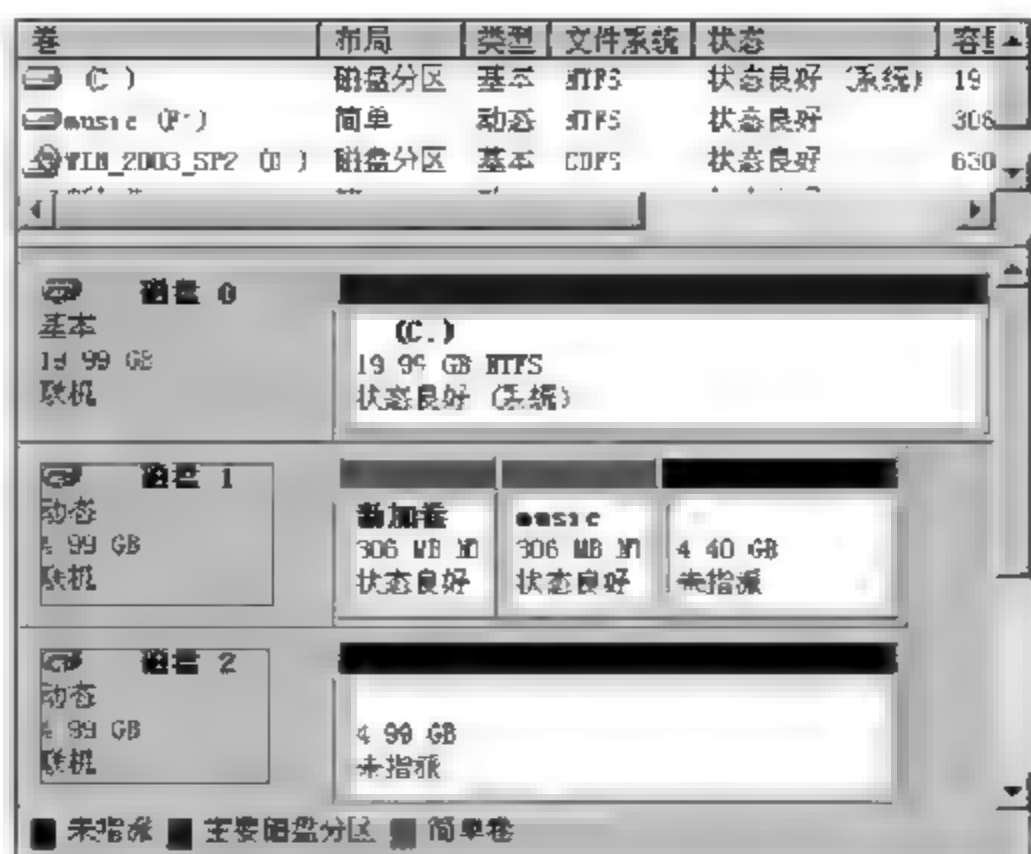 卷 布局 类型 文件系统 状态 容量
(C:) 磁盘分区 基本 NTFS 状态良好 (系统) 19
music (F:) 简单 动态 NTFS 状态良好 306
WIN_2003_SP2 (D:) 磁盘分区 基本 CDFS 状态良好 630
磁盘 0
基本
19.99 GB
联机
(C:)
19.99 GB NTFS
状态良好 (系统)
磁盘 1
动态
4.99 GB
联机
新加卷
306 MB NT
状态良好
music
306 MB NT
状态良好
4.40 GB
未指派
磁盘 2
动态
4.99 GB
联机
4.99 GB
未指派
未指派 主要磁盘分区 简单卷